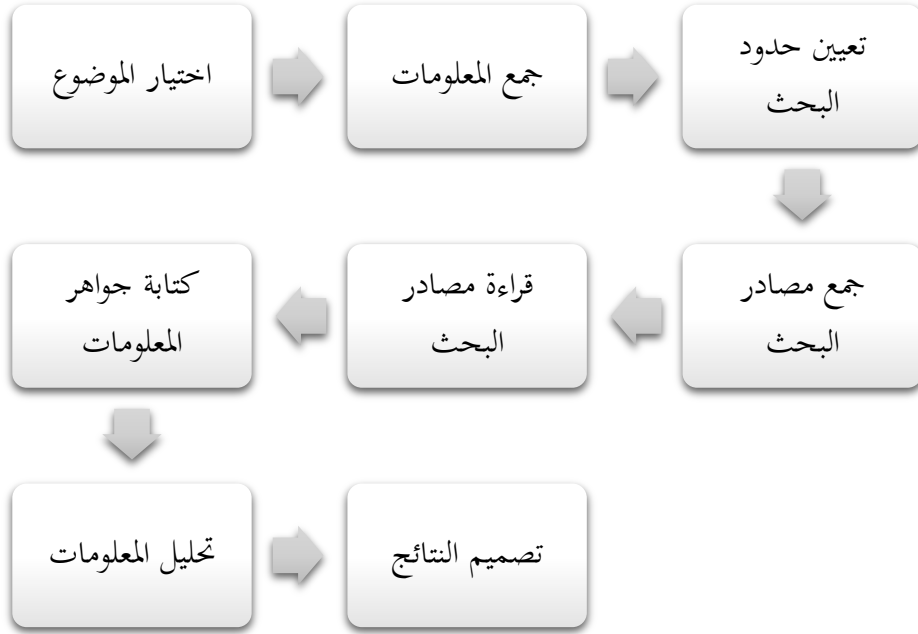 اختيار الموضوع
جمع المعلومات
تعيين حدود
البحث
جمع مصادر
البحث
قراءة مصادر
البحث
كتابة جواهر
المعلومات
تحليل المعلومات
تصميم النتائج